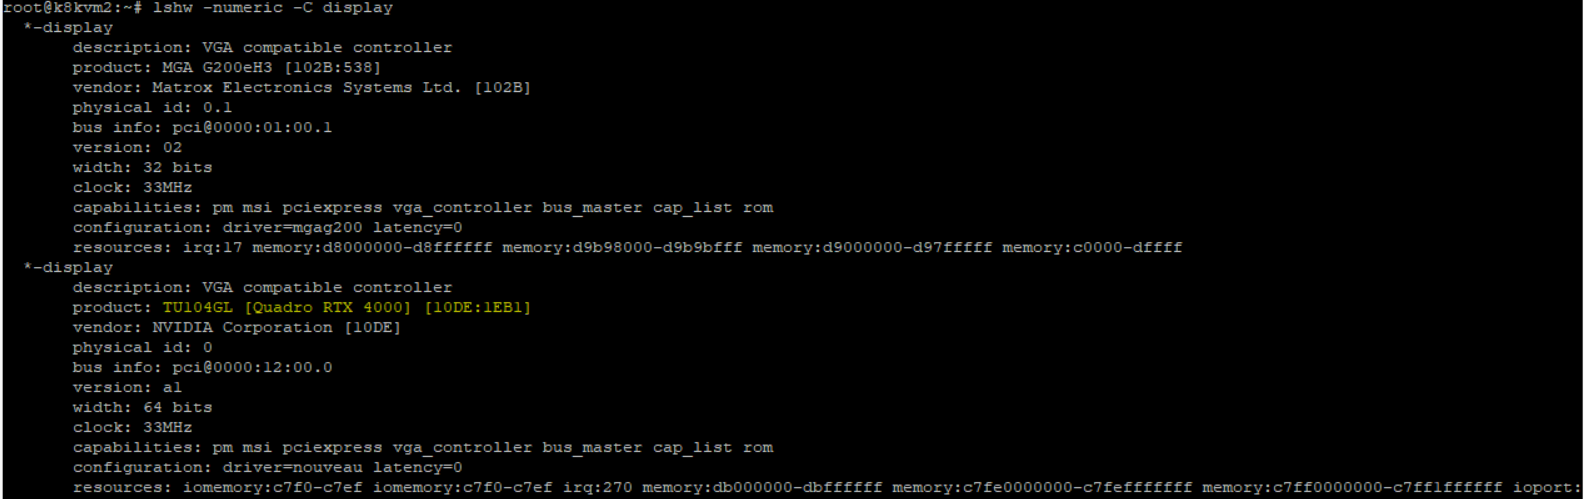 root@k8kvm2:~# lshw -numeric -C display
*-display
description: VGA compatible controller
product: MGA G200eH3 [102B:538]
vendor: Matrox Electronics Systems Ltd. [102B]
physical id: 0.1
bus info: pci@0000:01:00.1
version: 02
width: 32 bits
clock: 33MHz
capabilities: pm msi pciexpress vga_controller bus_master cap_list rom
configuration: driver=mgag200 latency=0
resources: irq:17 memory:d8000000-d8ffffff memory:d9b98000-d9b9bfff memory:d9000000-d97fffff memory:c0000-dffff
*-display
description: VGA compatible controller
product: TU104GL [Quadro RTX 4000] [10DE:1EB1]
vendor: NVIDIA Corporation [10DE]
physical id: 0
bus info: pci@0000:12:00.0
version: a1
width: 64 bits
clock: 33MHz
capabilities: pm msi pciexpress vga_controller bus_master cap_list rom
configuration: driver=nouveau latency=0
resources: iomemory:c7f0-c7ef iomemory:c7f0-c7ef irq:270 memory:db000000-dbffffff memory:c7fe0000000-c7fefffffff memory:c7ff0000000-c7ff1ffffff ioport: